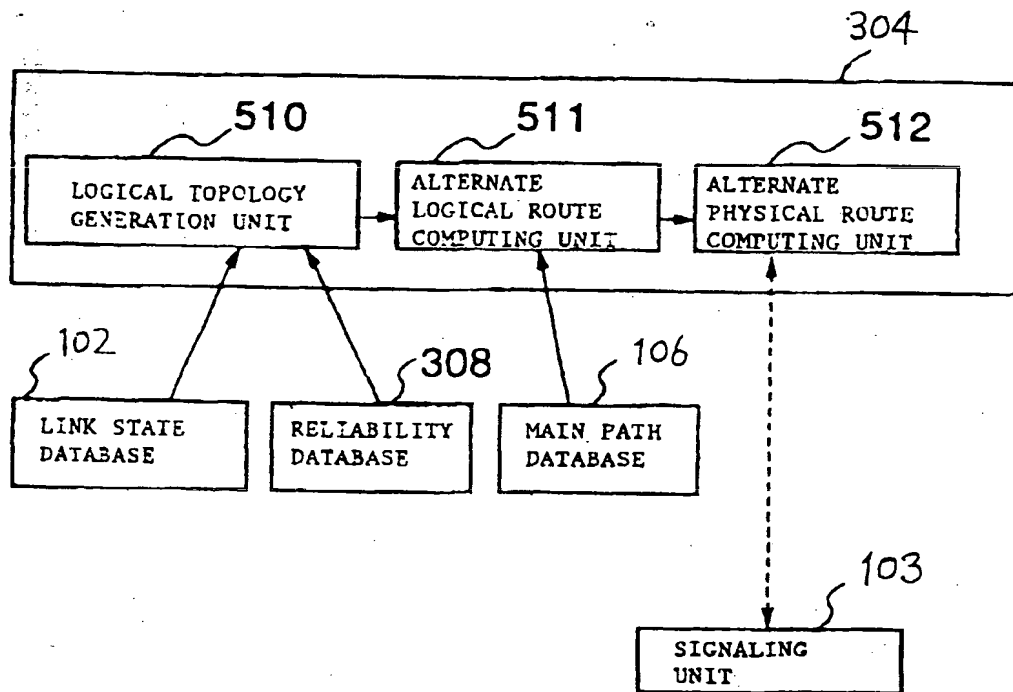 304
510
511
512
LOGICAL TOPOLOGY
GENERATION UNIT
ALTERNATE
LOGICAL ROUTE
COMPUTING UNIT
ALTERNATE
PHYSICAL ROUTE
COMPUTING UNIT
102
308
106
LINK STATE
DATABASE
RELIABILITY
DATABASE
MAIN PATH
DATABASE
103
SIGNALING
UNIT